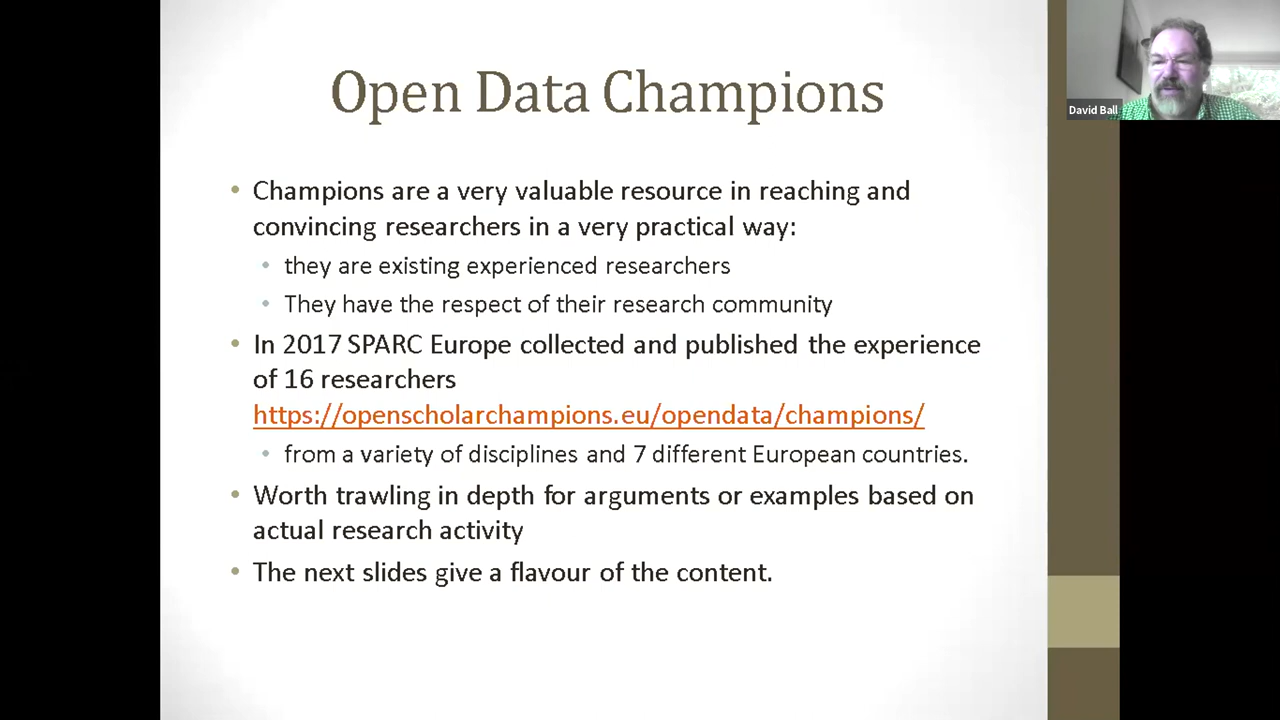 Open Data Champions
David Ball
• Champions are a very valuable resource in reaching and
convincing researchers in a very practical way:
• they are existing experienced researchers
• They have the respect of their research community
• In 2017 SPARC Europe collected and published the experience
of 16 researchers
https://openscholarchampions.eu/opendata/champions/
• from a variety of disciplines and 7 different European countries.
• Worth trawling in depth for arguments or examples based on
actual research activity
• The next slides give a flavour of the content.